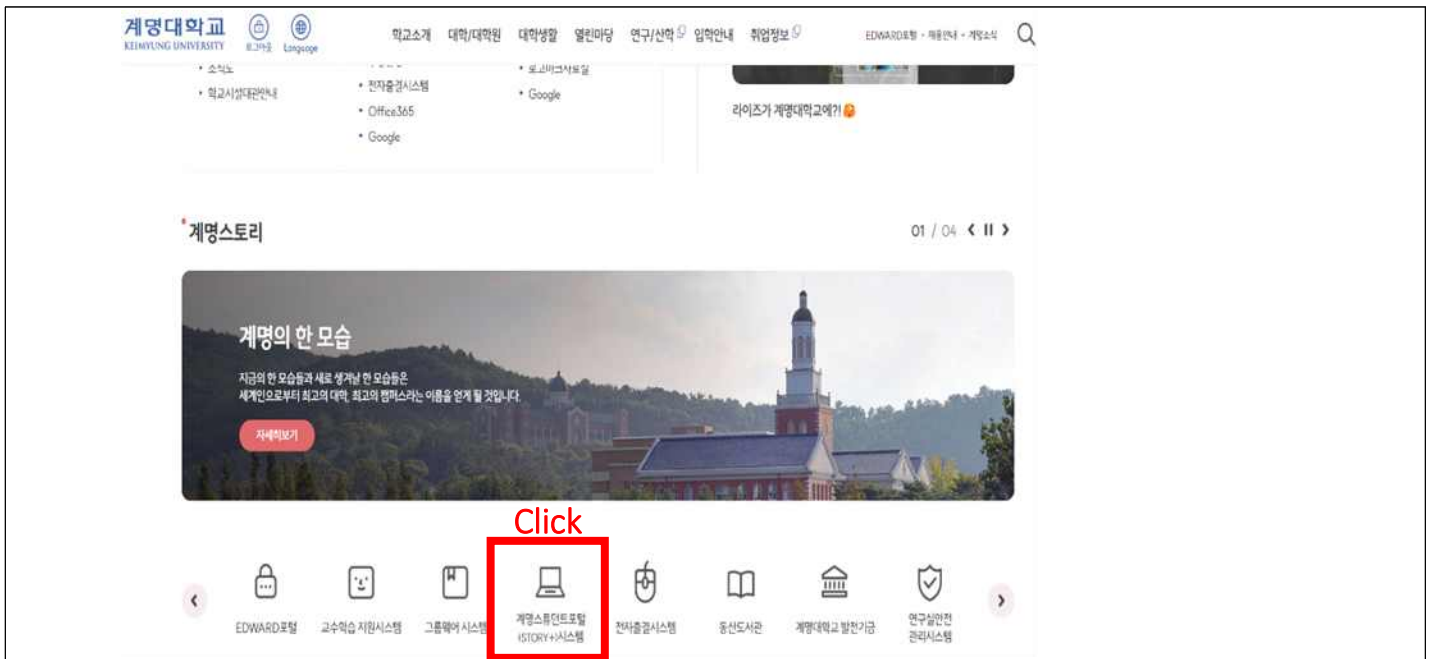 계명대학교
KEIMYUNG UNIVERSITY
로그아웃 Language
학교소개 대학/대학원 대학생활 열린마당 연구/산학 입학안내 취업정보
EDWARD포털 • 채용안내 • 계명소식
• 조직도
• 학교시설대관안내
• 전자출결시스템
• Office365
• Google
• 로고마크자료실
• Google
라이즈가 계명대학교에?!
계명스토리
01 / 04
계명의 한 모습
지금의 한 모습들과 새로 생겨날 한 모습들은
세계인으로부터 최고의 대학, 최고의 캠퍼스라는 이름을 얻게 될 것입니다.
자세히보기
Click
EDWARD포털
교수학습 지원시스템
그룹웨어 시스템
계명스튜던트포털
(STORY+)시스템
전자출결시스템
동산도서관
계명대학교 발전기금
연구실안전
관리시스템